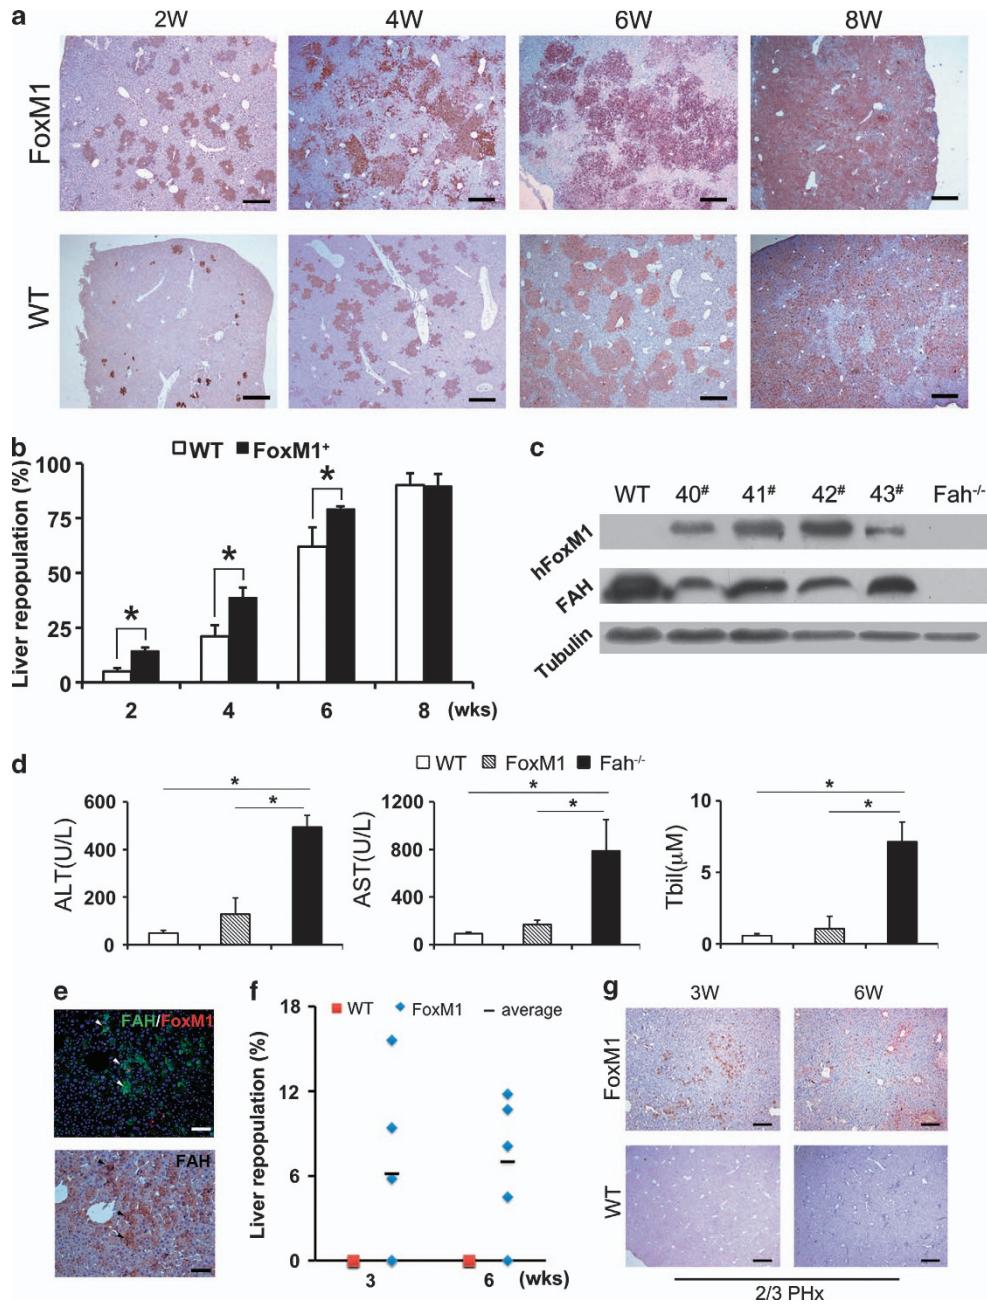 a
2W 4W 6W 8W
FoxM1
WT
b
WT FoxM1⁺
Liver repopulation (%)
100
75
50
25
0
* * *
2 4 6 8 (wks)
c
WT 40# 41# 42# 43# Fah-/-
hFoxM1
FAH
Tubulin
d
WT FoxM1 Fah-/-
ALT(U/L)
600
400
200
0
* *
AST(U/L)
1200
800
400
0
* *
Tbil(μM)
10
6
3
0
* *
e
FAH/FoxM1
FAH
f
WT FoxM1 average
Liver repopulation (%)
18
12
6
0
3 6 (wks)
g
3W 6W
FoxM1
WT
2/3 PHx